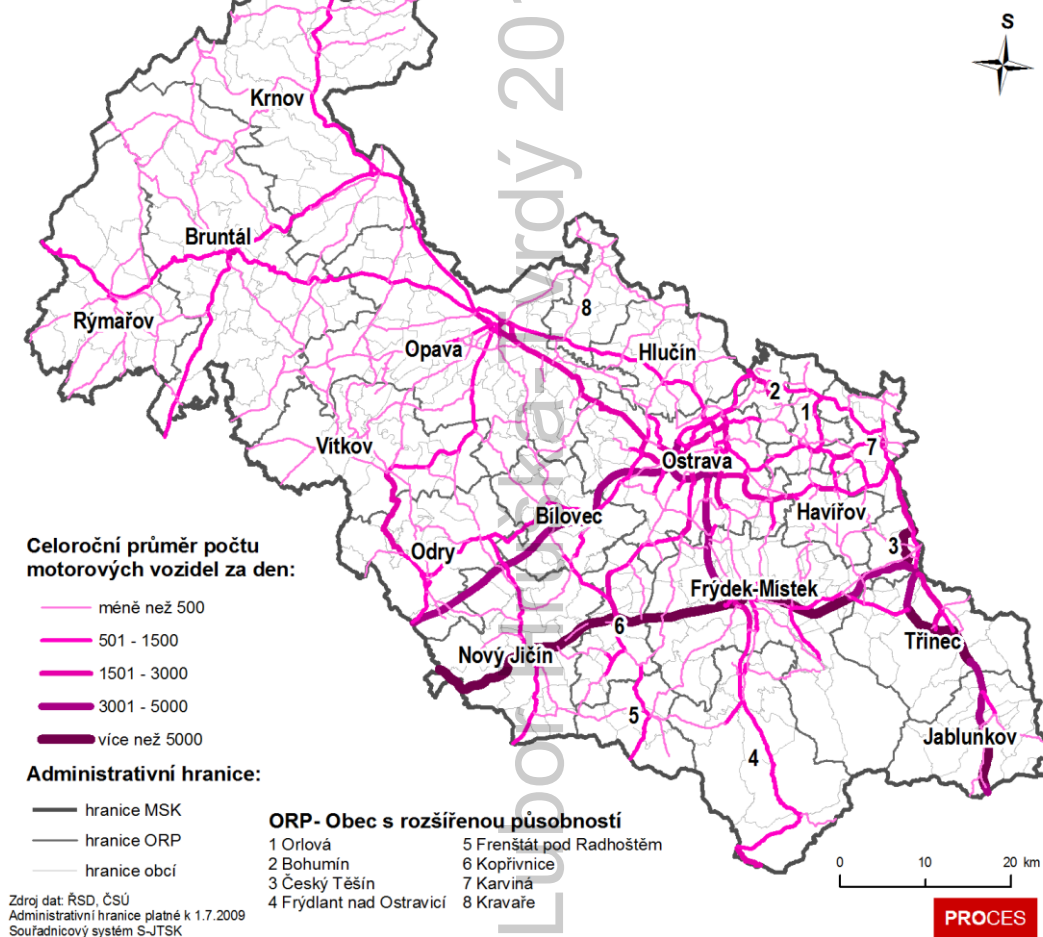 S
Krnov
Bruntál
Rýmařov
8
Opava
Hlučín
2
1
Vítkov
Ostrava
7
Bílovec
Havířov
Odry
3
Frýdek-Místek
6
Třinec
Nový Jičín
5
Jablunkov
4
Celoroční průměr počtu
motorových vozidel za den:
méně než 500
501 - 1500
1501 - 3000
3001 - 5000
více než 5000
Administrativní hranice:
hranice MSK
hranice ORP
hranice obcí
Zdroj dat: ŘSD, ČSÚ
Administrativní hranice platné k 1.7.2009
Souřadnicový systém S-JTSK
ORP- Obec s rozšířenou působností
1 Orlová
2 Bohumín
3 Český Těšín
4 Frýdlant nad Ostravicí
5 Frenštát pod Radhoštěm
6 Kopřivnice
7 Karviná
8 Kravaře
0 10 20 km
PROCES